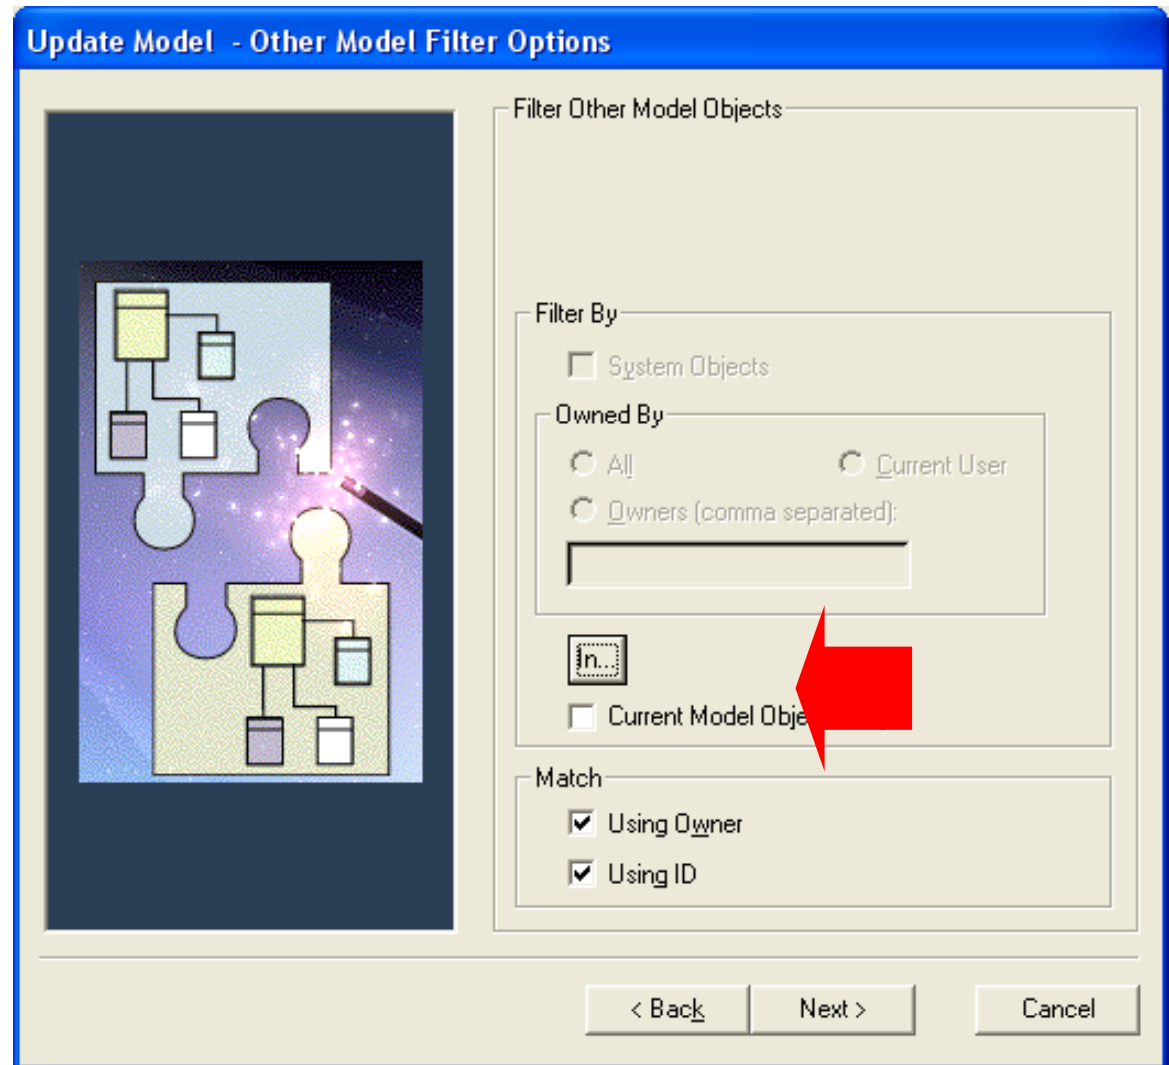 Update Model - Other Model Filter Options
Filter Other Model Objects
Filter By
System Objects
Owned By
All
Current User
Owners (comma separated):
In...
Current Model
Match
Using Owner
Using ID
< Back
Next >
Cancel